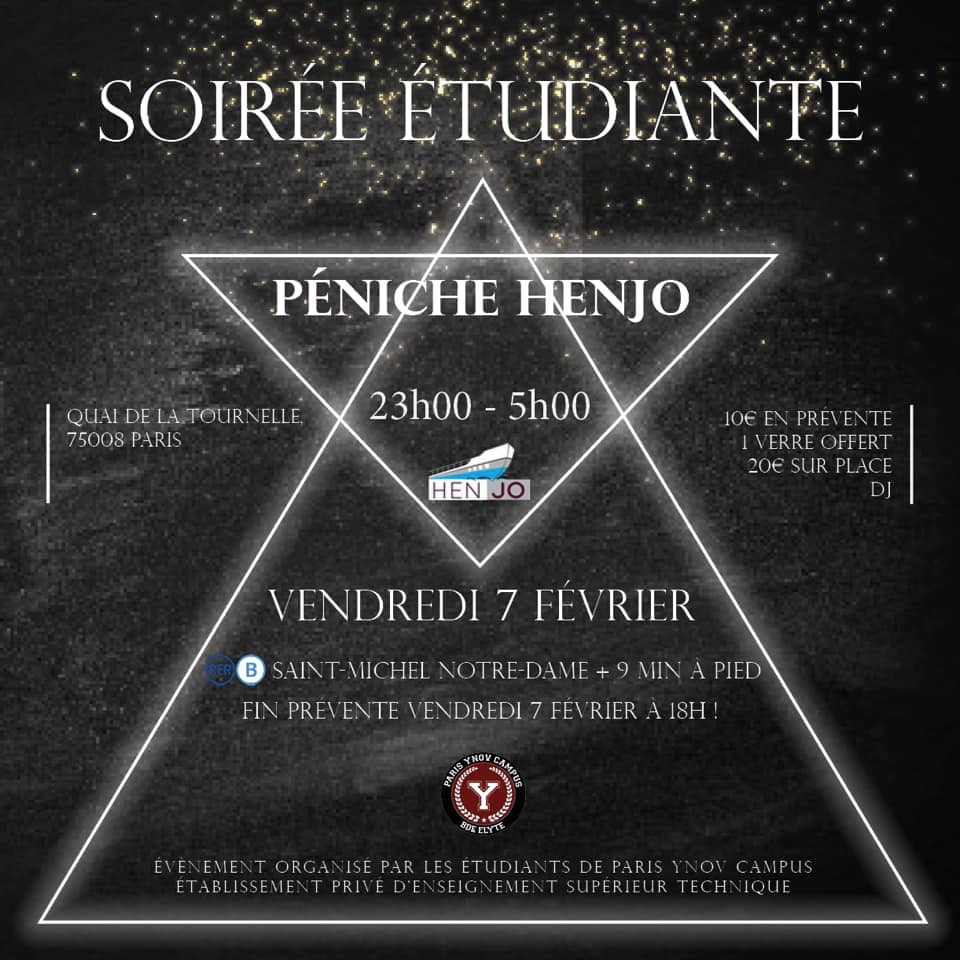 SOIRÉE ÉTUDIANTE
PÉNICHE HENJO
23h00 - 5h00
QUAI DE LA TOURNELLE,
75008 PARIS
10€ EN PRÉVENTE
1 VERRE OFFERT
20€ SUR PLACE
DJ
HEN JO
VENDREDI 7 FÉVRIER
RER B SAINT-MICHEL NOTRE-DAME + 9 MIN À PIED
FIN PRÉVENTE VENDREDI 7 FÉVRIER À 18H !
PARIS YNOV CAMPUS
Y
BDE ELYTE
ÉVÈNEMENT ORGANISÉ PAR LES ÉTUDIANTS DE PARIS YNOV CAMPUS
ÉTABLISSEMENT PRIVÉ D'ENSEIGNEMENT SUPÉRIEUR TECHNIQUE